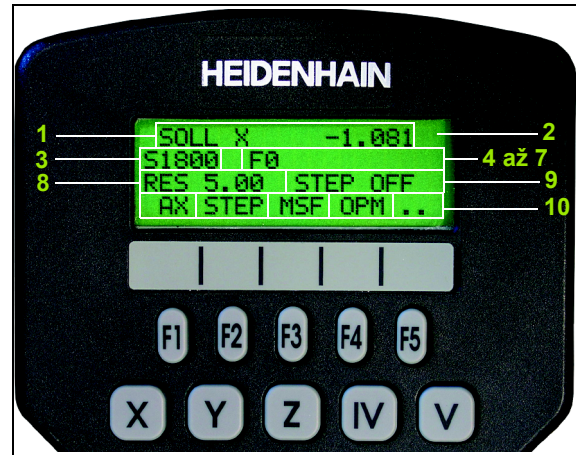 HEIDENHAIN
1 SOLL X -1.081 2
3 S1800 F0 4 až 7
8 RES 5.00 STEP OFF 9
AX STEP MSF OPM .. 10
F1 F2 F3 F4 F5
X Y Z IV V